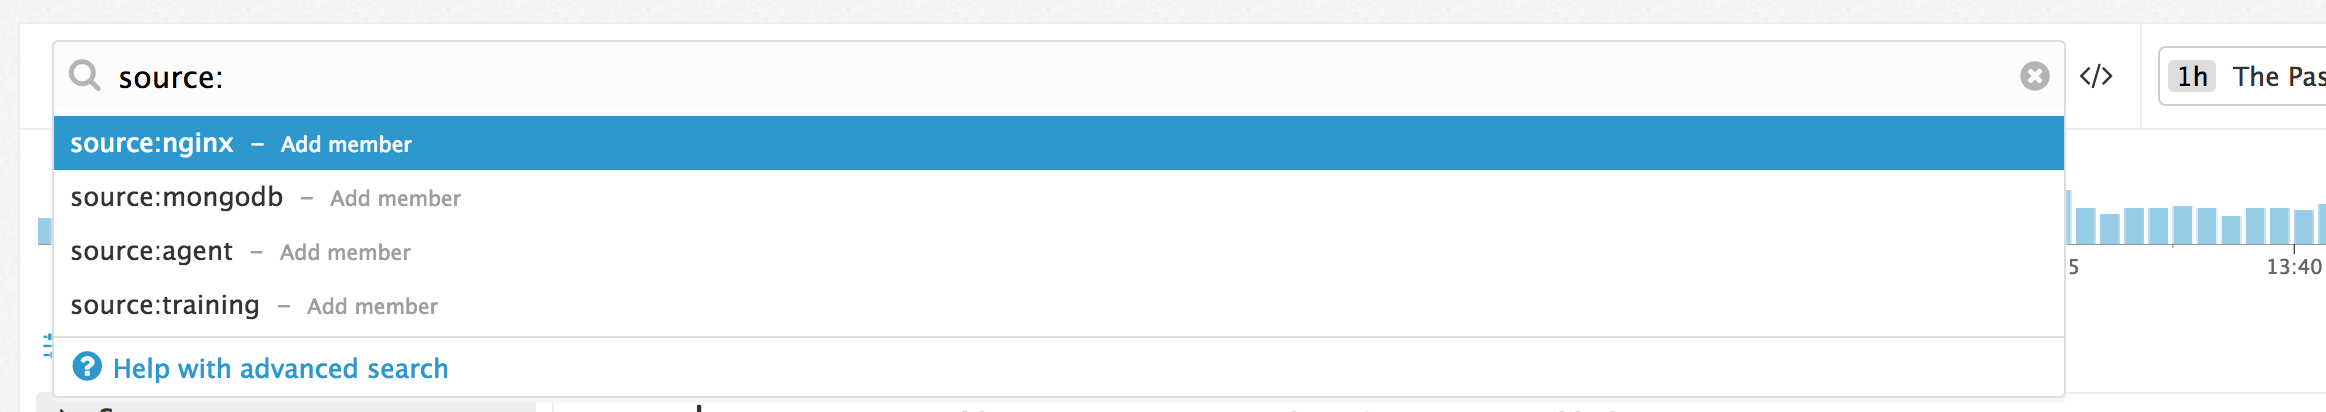 source:
</> 1h The Pas
source:nginx – Add member
source:mongodb – Add member
source:agent – Add member
source:training – Add member
5 13:40
Help with advanced search